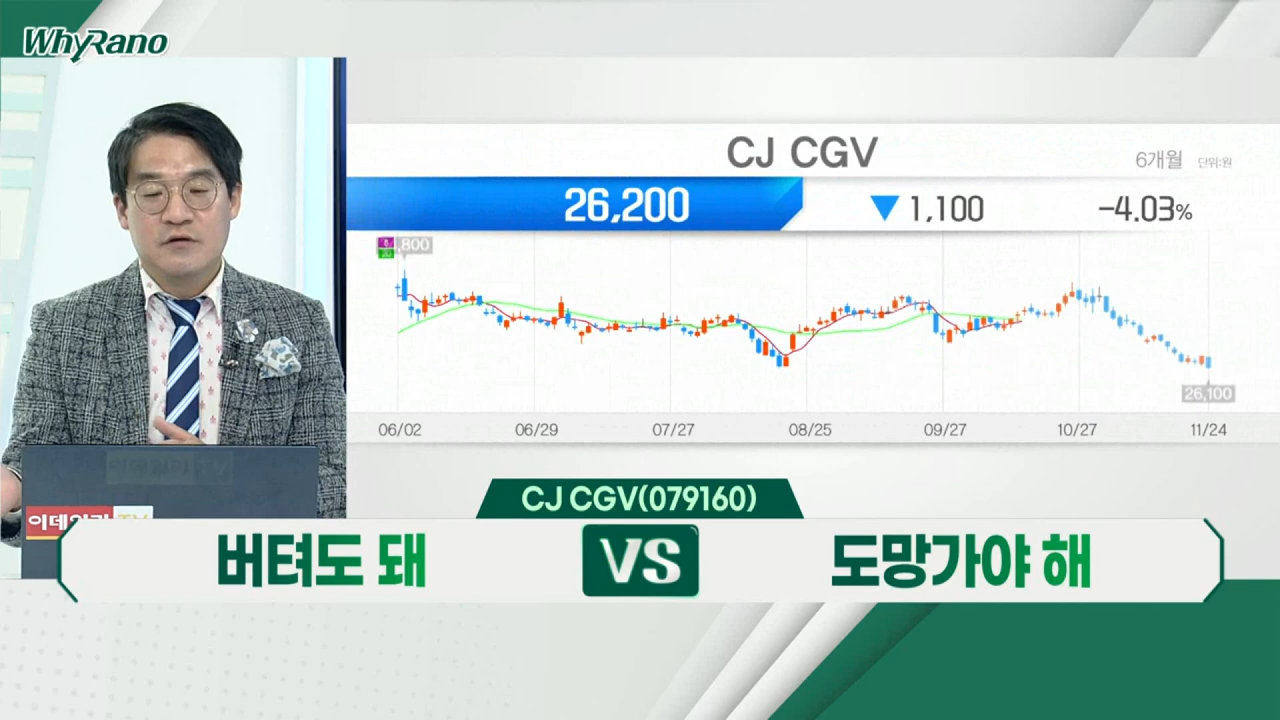 WhyRano
CJ CGV
6개월 단위:원
26,200 ▼ 1,100 -4.03%
,800
26,100
06/02 06/29 07/27 08/25 09/27 10/27 11/24
CJ CGV(079160)
버텨도 돼 VS 도망가야 해